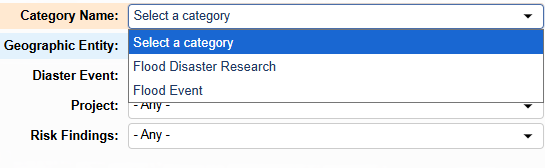 Category Name: Select a category
Select a category
Geographic Entity:
Flood Disaster Research
Diaster Event:
Flood Event
Project: - Any -
Risk Findings: - Any -